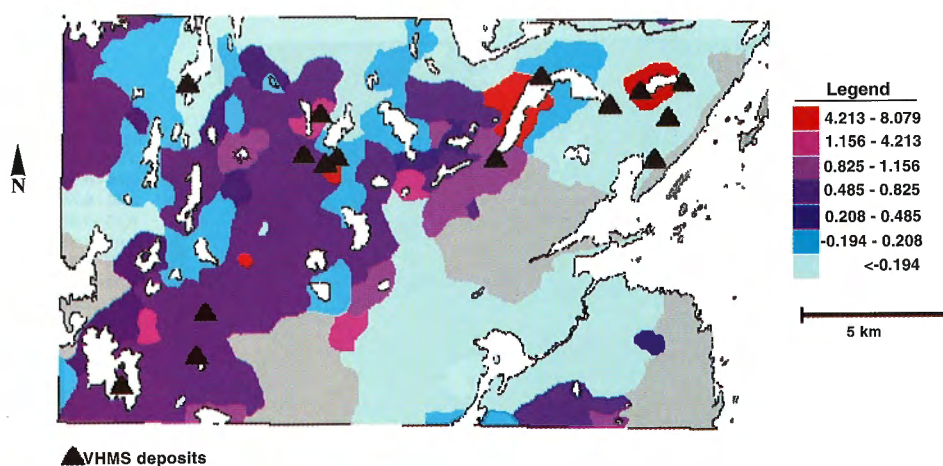 Legend
4.213 - 8.079
1.156 - 4.213
0.825 - 1.156
0.485 - 0.825
0.208 - 0.485
-0.194 - 0.208
<-0.194
N
5 km
VHMS deposits